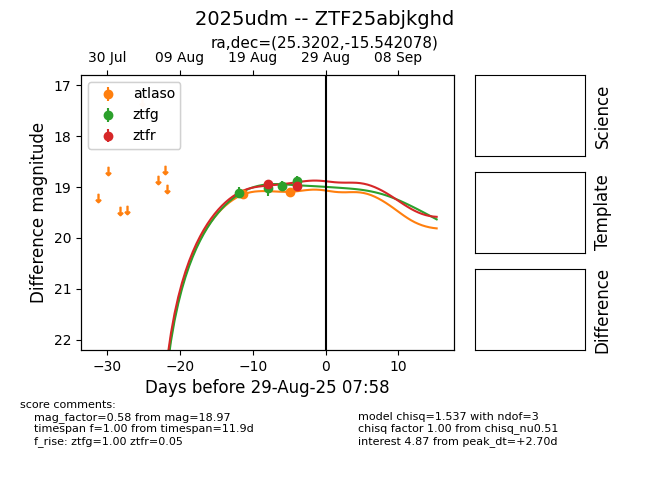 2025udm -- ZTF25abjkghd
ra,dec=(25.3202,-15.542078)
30 Jul 09 Aug 19 Aug 29 Aug 08 Sep
17
18
19
20
21
22
Difference magnitude
atlaso
ztfg
ztfr
−30 −20 −10 0 10
Days before 29-Aug-25 07:58
Science
Template
Difference
score comments:
mag_factor=0.58 from mag=18.97
timespan f=1.00 from timespan=11.9d
f_rise: ztfg=1.00 ztfr=0.05
model chisq=1.537 with ndof=3
chisq factor 1.00 from chisq_nu0.51
interest 4.87 from peak_dt=+2.70d